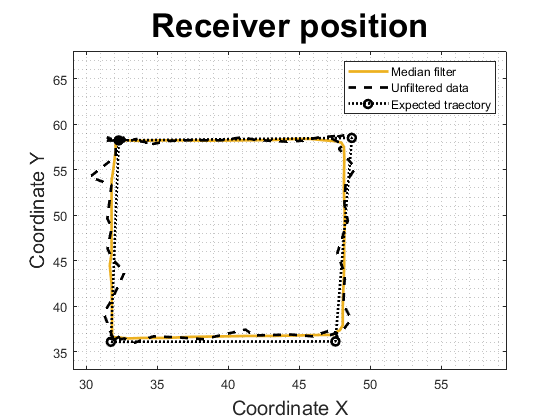 Receiver position
Median filter
Unfiltered data
Expected traectory
Coordinate Y
65
60
55
50
45
40
35
30 35 40 45 50 55
Coordinate X